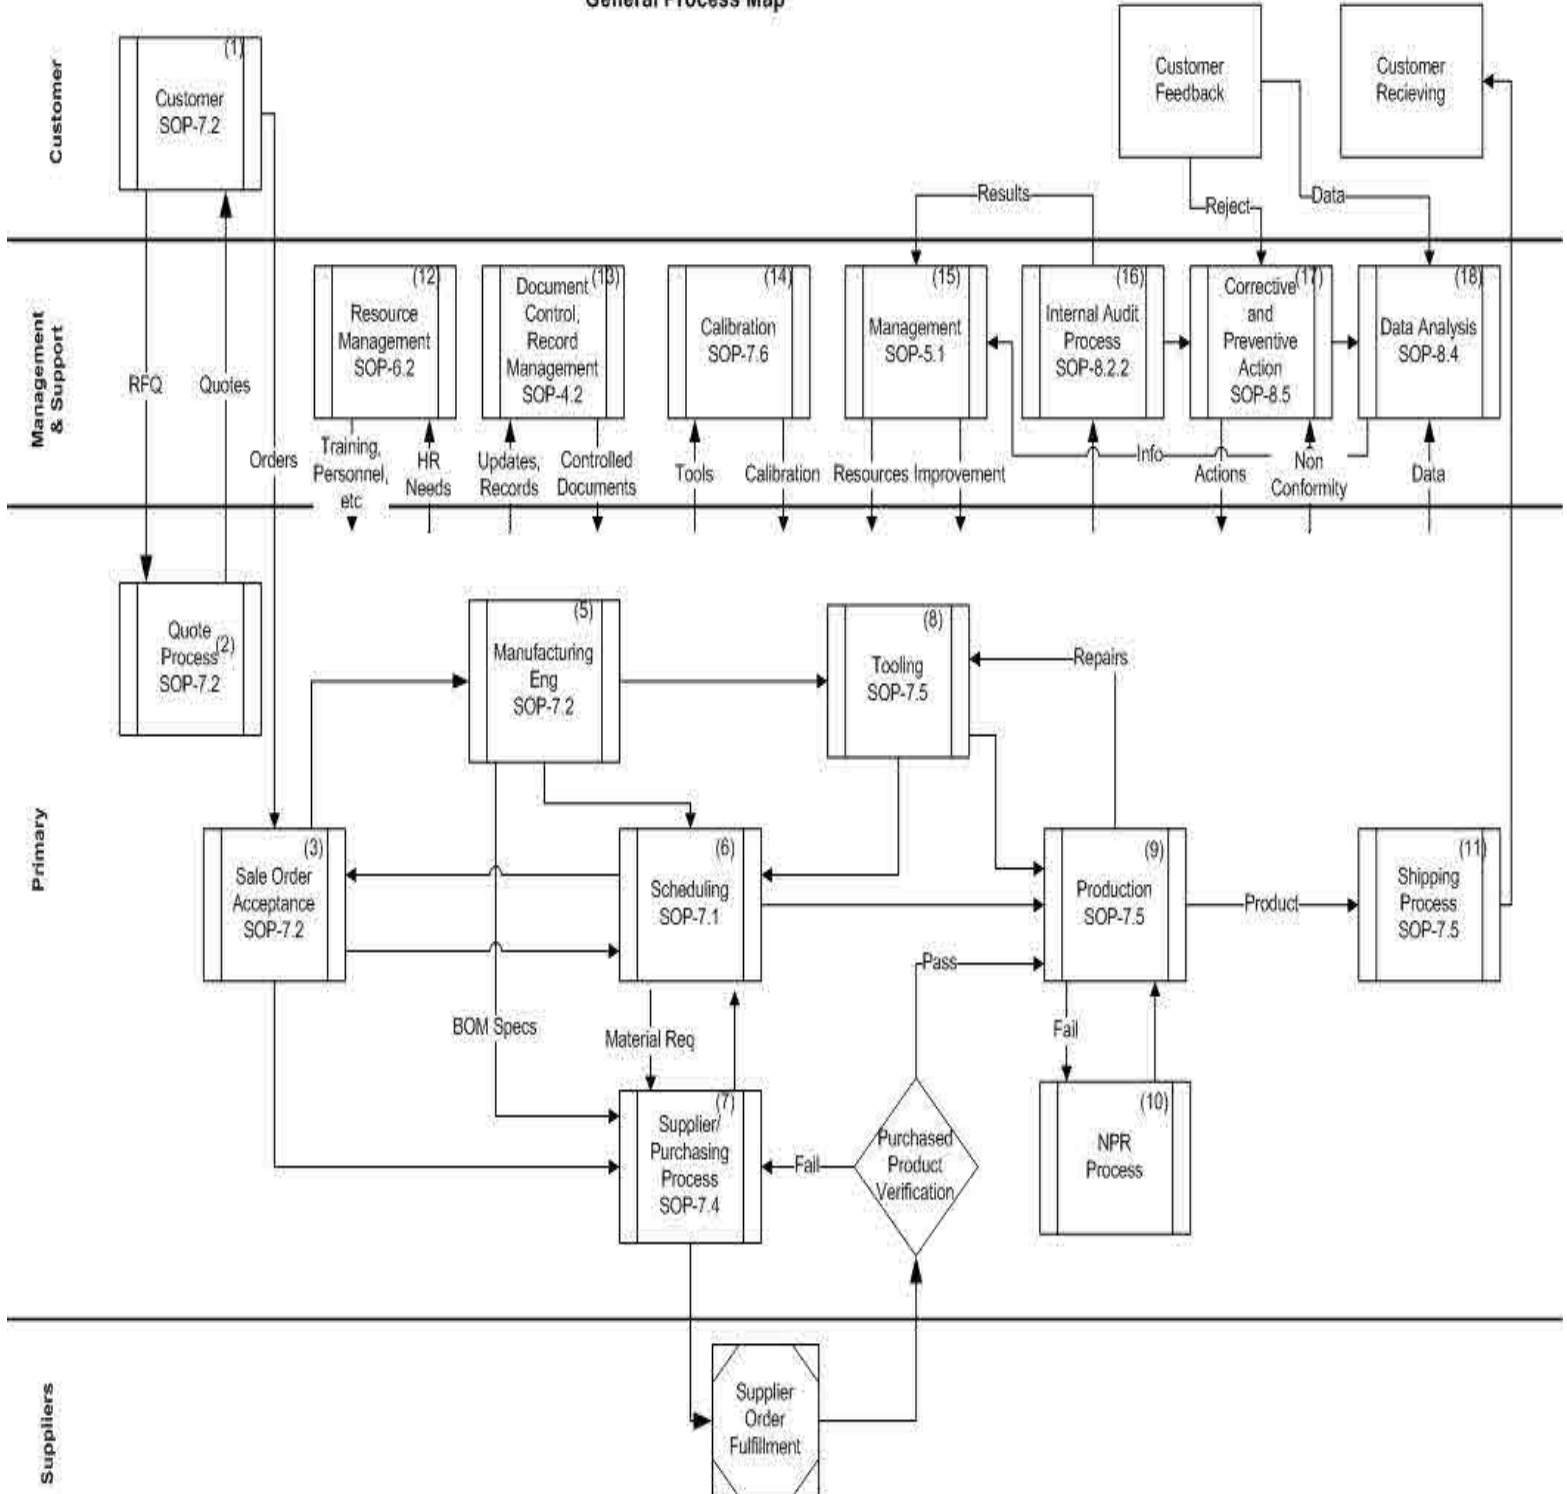 General Process Map
Customer
(1)
Customer
SOP-7.2
Customer
Feedback
Customer
Recieving
Results
Reject
Data
Management
& Support
RFQ
Quotes
Orders
(12)
Resource
Management
SOP-6.2
(13)
Document
Control,
Record
Management
SOP-4.2
(14)
Calibration
SOP-7.6
(15)
Management
SOP-5.1
(16)
Internal Audit
Process
SOP-8.2.2
(17)
Corrective
and
Preventive
Action
SOP-8.5
(18)
Data Analysis
SOP-8.4
Training,
Personnel,
etc
HR
Needs
Updates,
Records
Controlled
Documents
Tools
Calibration
Resources
Improvement
Info
Actions
Non
Conformity
Data
Primary
Quote
Process
(2)
SOP-7.2
(5)
Manufacturing
Eng
SOP-7.2
(8)
Tooling
SOP-7.5
Repairs
(3)
Sale Order
Acceptance
SOP-7.2
(6)
Scheduling
SOP-7.1
(9)
Production
SOP-7.5
Product
(11)
Shipping
Process
SOP-7.5
BOM Specs
Material Req
Pass
Fail
(7)
Supplier/
Purchasing
Process
SOP-7.4
Fail
Purchased
Product
Verification
(10)
NPR
Process
Suppliers
Supplier
Order
Fulfillment